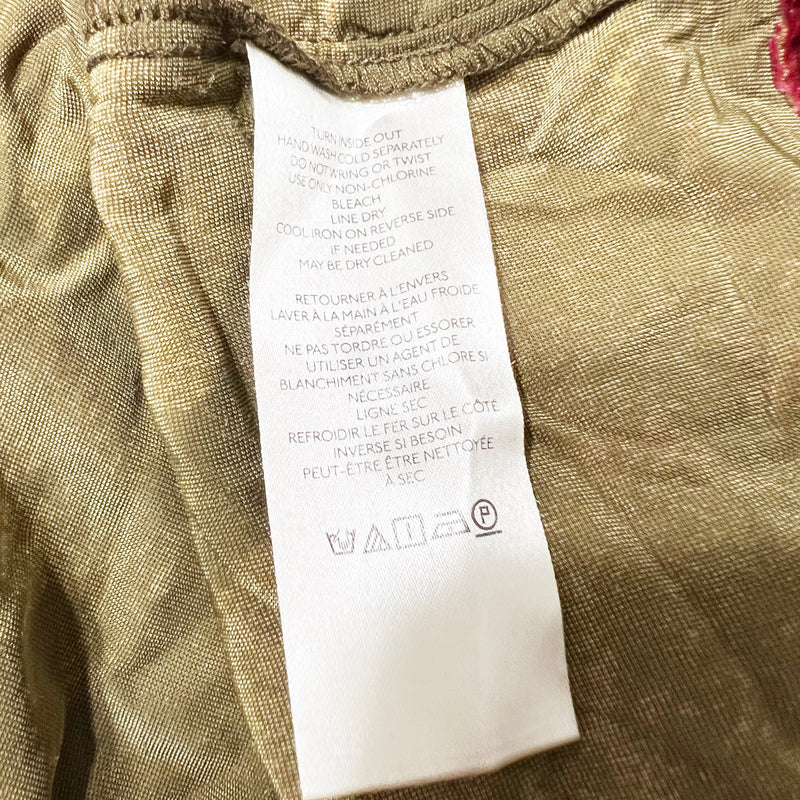 TURN INSIDE OUT
HAND WASH COLD SEPARATELY
DO NOT WRING OR TWIST
USE ONLY NON-CHLORINE
BLEACH
LINE DRY
COOL IRON ON REVERSE SIDE
IF NEEDED
MAY BE DRY CLEANED
RETOURNER À L'ENVERS
LAVER À LA MAIN À L'EAU FROIDE
SÉPARÉMENT
NE PAS TORDRE OU ESSORER
UTILISER UN AGENT DE
BLANCHIMENT SANS CHLORE SI
NÉCESSAIRE
LIGNE SEC
REFROIDIR LE FER SUR LE CÔTÉ
INVERSE SI BESOIN
PEUT-ÊTRE ÊTRE NETTOYÉE
À SEC
P